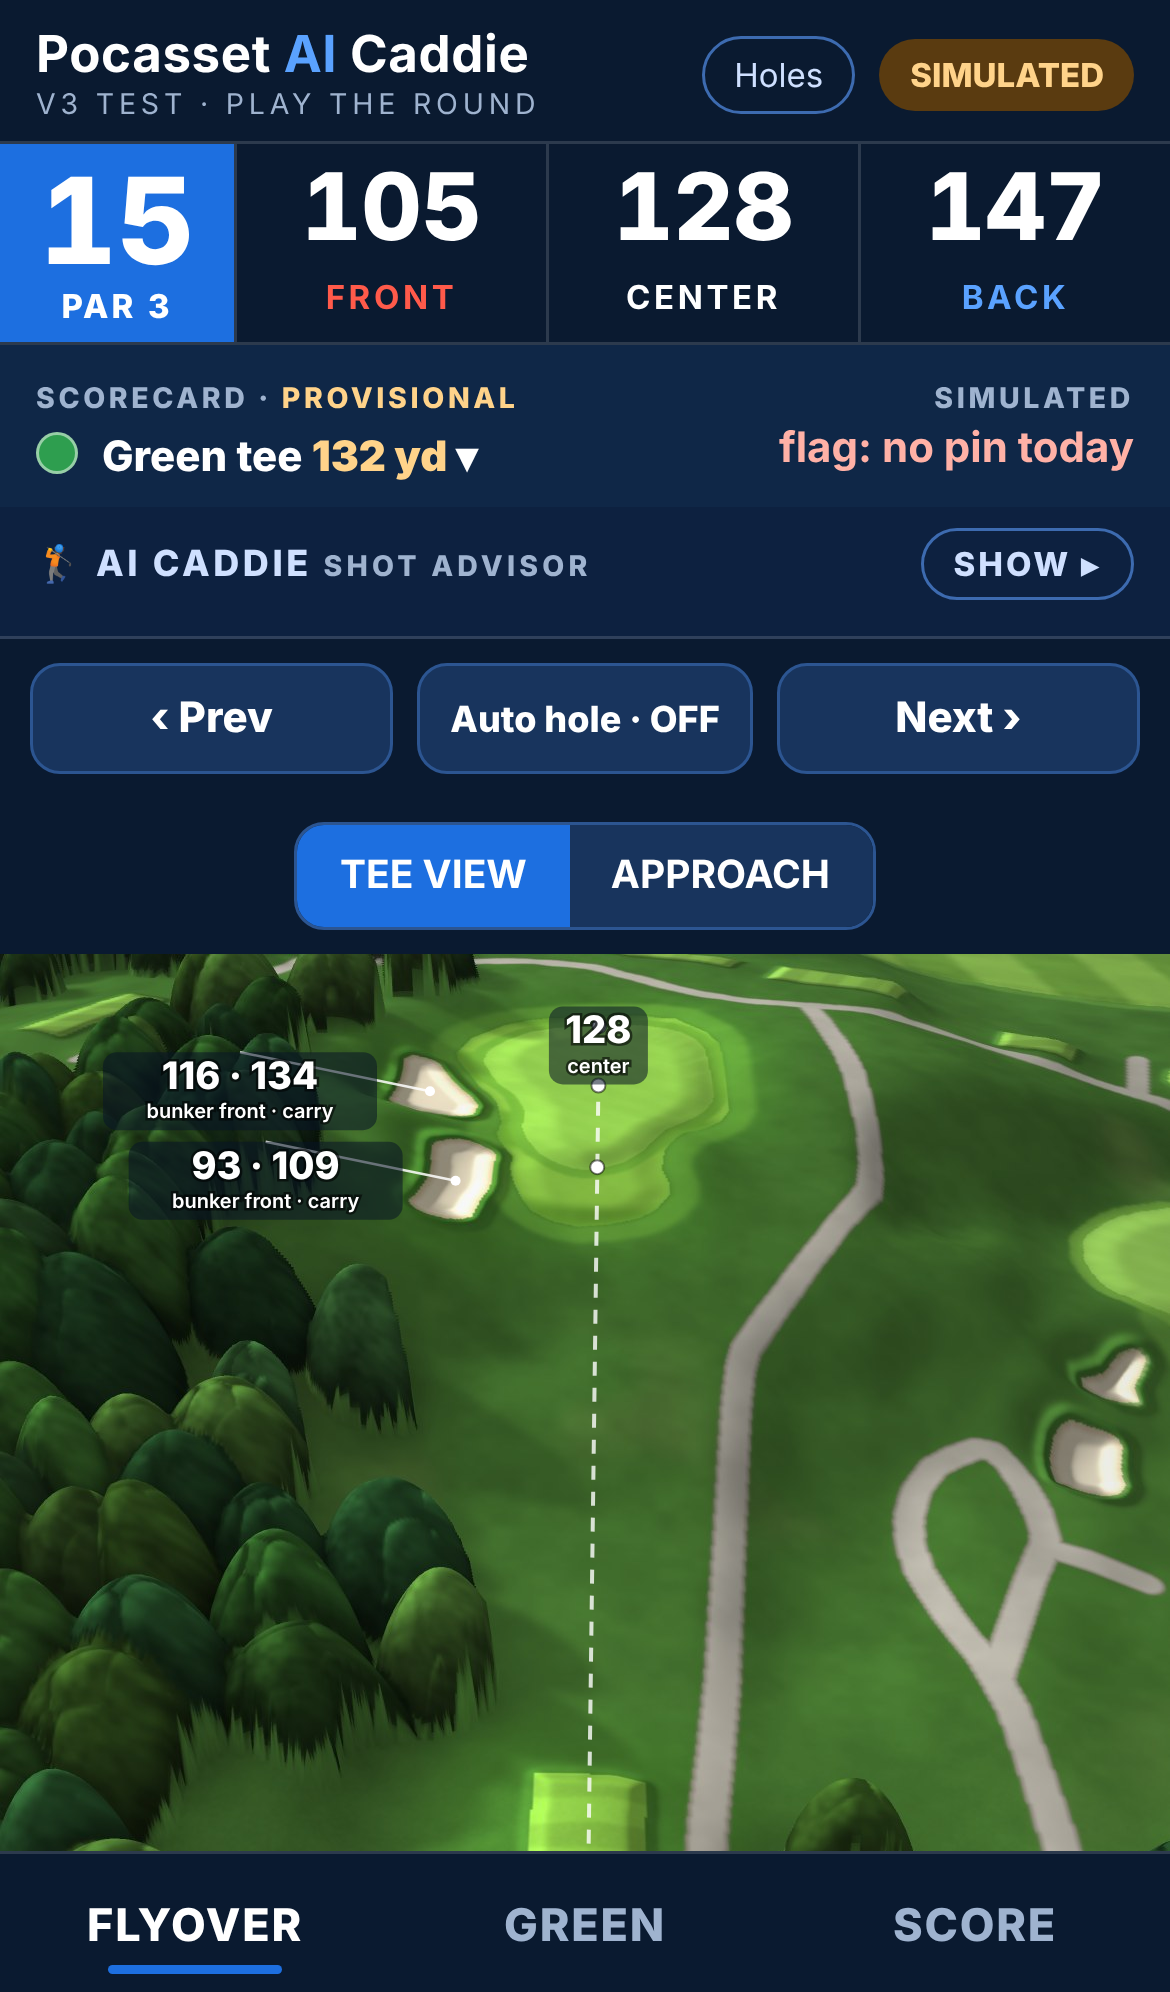 Pocasset AI Caddie
V3 TEST · PLAY THE ROUND
Holes
SIMULATED
15
PAR 3
105
FRONT
128
CENTER
147
BACK
SCORECARD · PROVISIONAL
Green tee 132 yd ▼
SIMULATED
flag: no pin today
AI CADDIE SHOT ADVISOR
SHOW ▸
‹ Prev
Auto hole · OFF
Next ›
TEE VIEW
APPROACH
128
center
116 · 134
bunker front · carry
93 · 109
bunker front · carry
FLYOVER
GREEN
SCORE